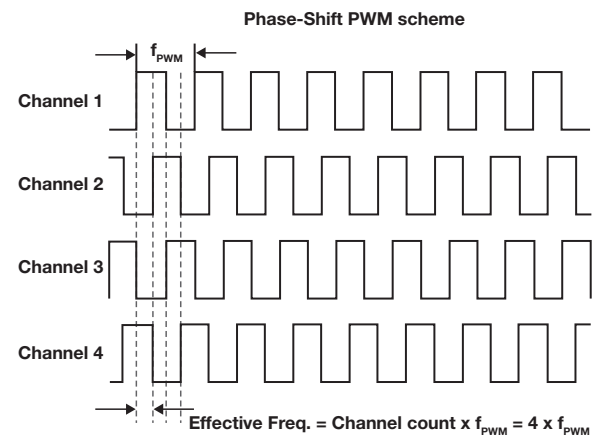 Phase-Shift PWM scheme
fPWM
Channel 1
Channel 2
Channel 3
Channel 4
Effective Freq. = Channel count x fPWM = 4 x fPWM